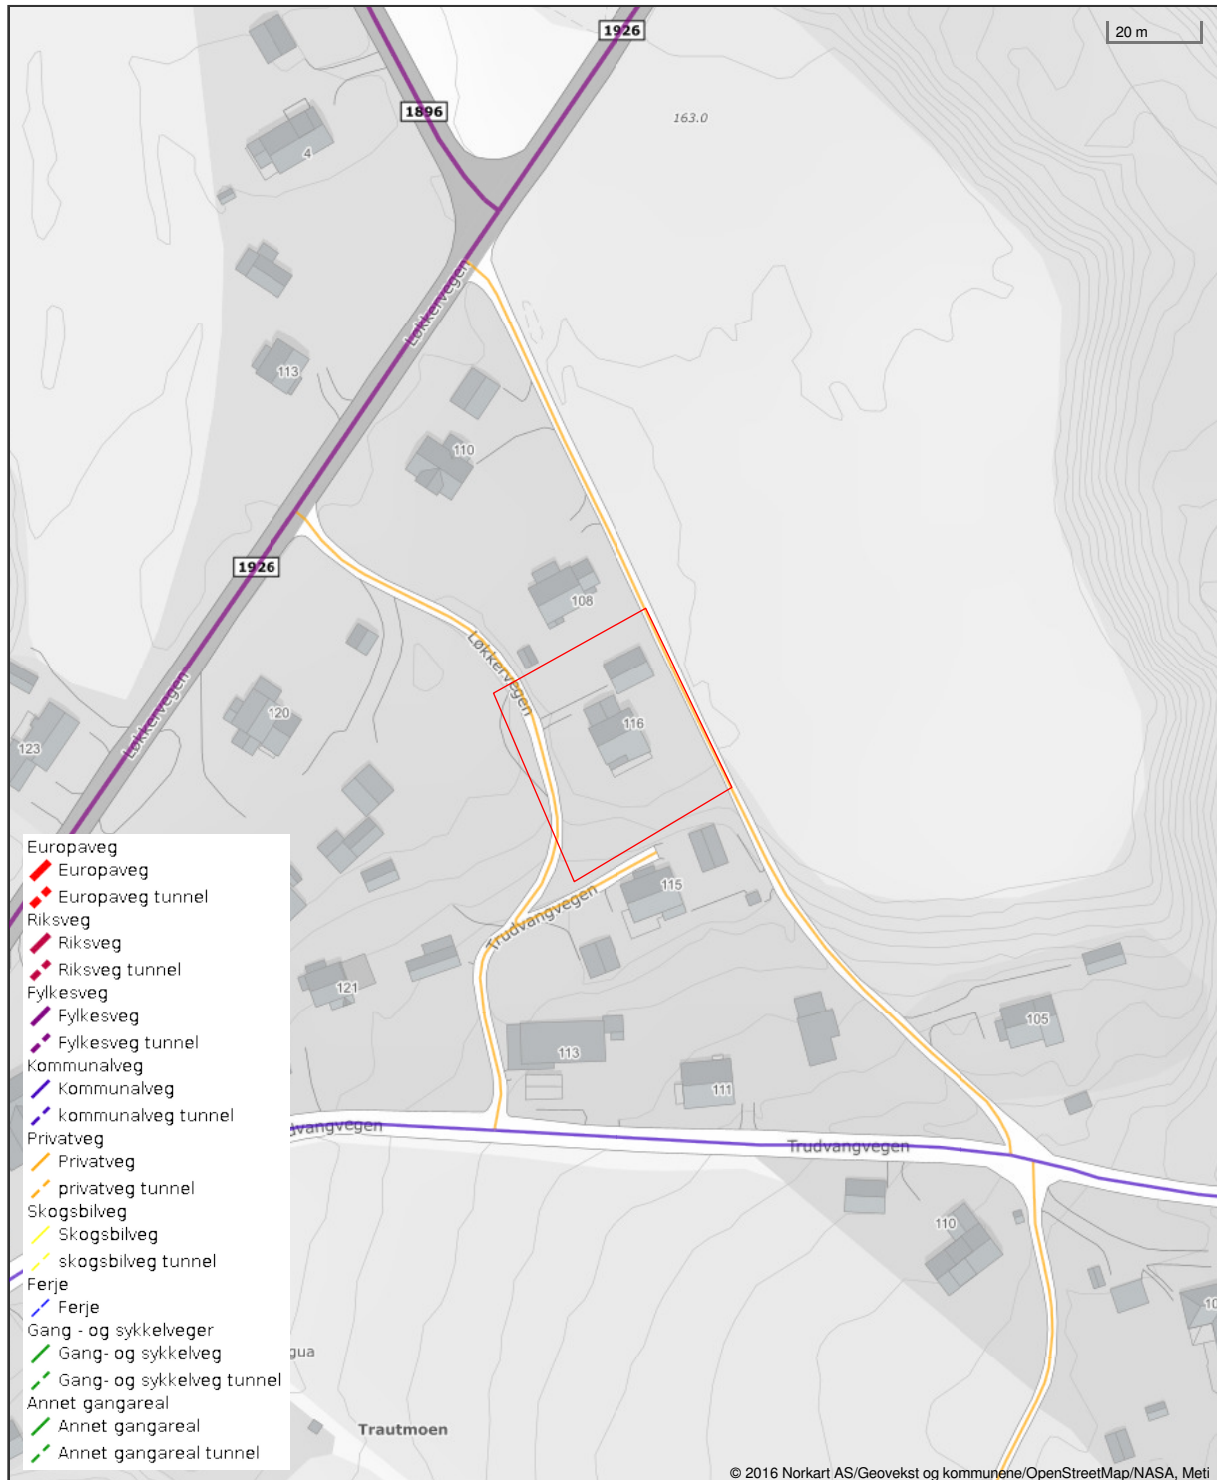 1926
20 m
1896
163.0
4
Løkkervegen
113
110
1926
108
Løkkervegen
116
120
Løkkervegen
123
115
Trudvangvegen
121
105
113
111
dvangvegen
Trudvangvegen
110
10
gua
Trautmoen
Europaveg
Europaveg
Europaveg tunnel
Riksveg
Riksveg
Riksveg tunnel
Fylkesveg
Fylkesveg
Fylkesveg tunnel
Kommunalveg
Kommunalveg
kommunalveg tunnel
Privatveg
Privatveg
privatveg tunnel
Skogsbilveg
Skogsbilveg
skogsbilveg tunnel
Ferje
Ferje
Gang - og sykkelveger
Gang- og sykkelveg
Gang- og sykkelveg tunnel
Annet gangareal
Annet gangareal
Annet gangareal tunnel
© 2016 Norkart AS/Geovekst og kommunene/OpenStreetMap/NASA, Meti